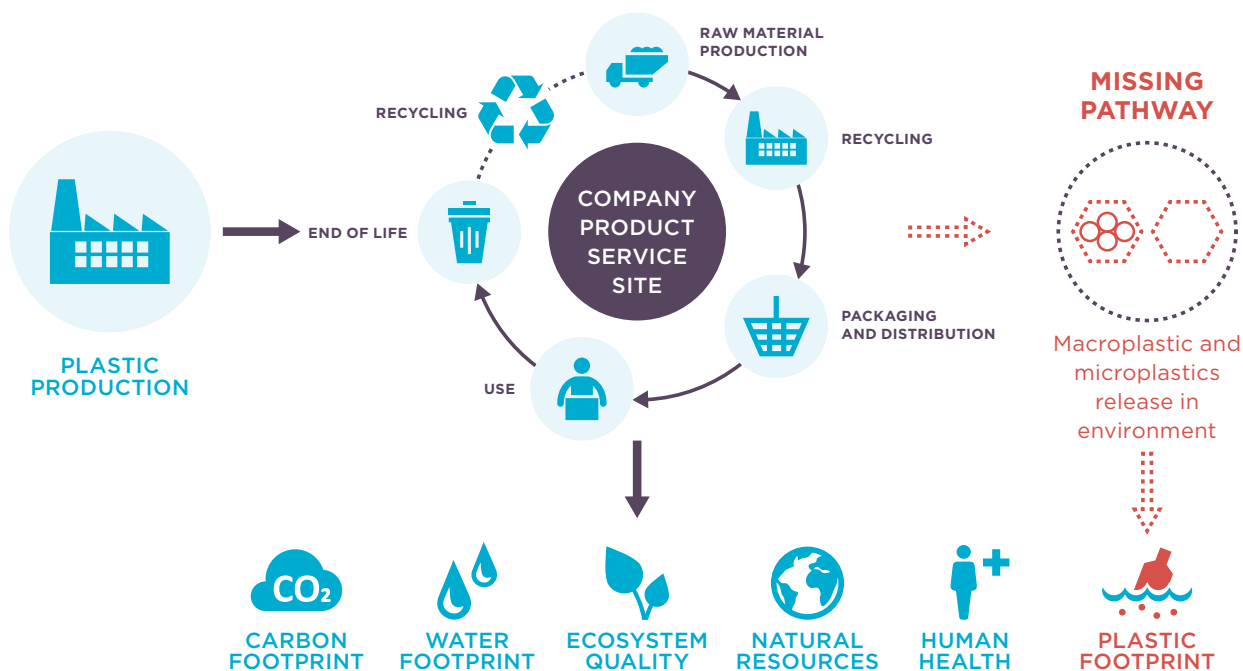 RAW MATERIAL
PRODUCTION
RECYCLING
RECYCLING
MISSING
PATHWAY
COMPANY
PRODUCT
SERVICE
SITE
END OF LIFE
PACKAGING
AND DISTRIBUTION
USE
PLASTIC
PRODUCTION
Macroplastic and
microplastics
release in
environment
CO₂
CARBON
FOOTPRINT
WATER
FOOTPRINT
ECOSYSTEM
QUALITY
NATURAL
RESOURCES
HUMAN
HEALTH
PLASTIC
FOOTPRINT